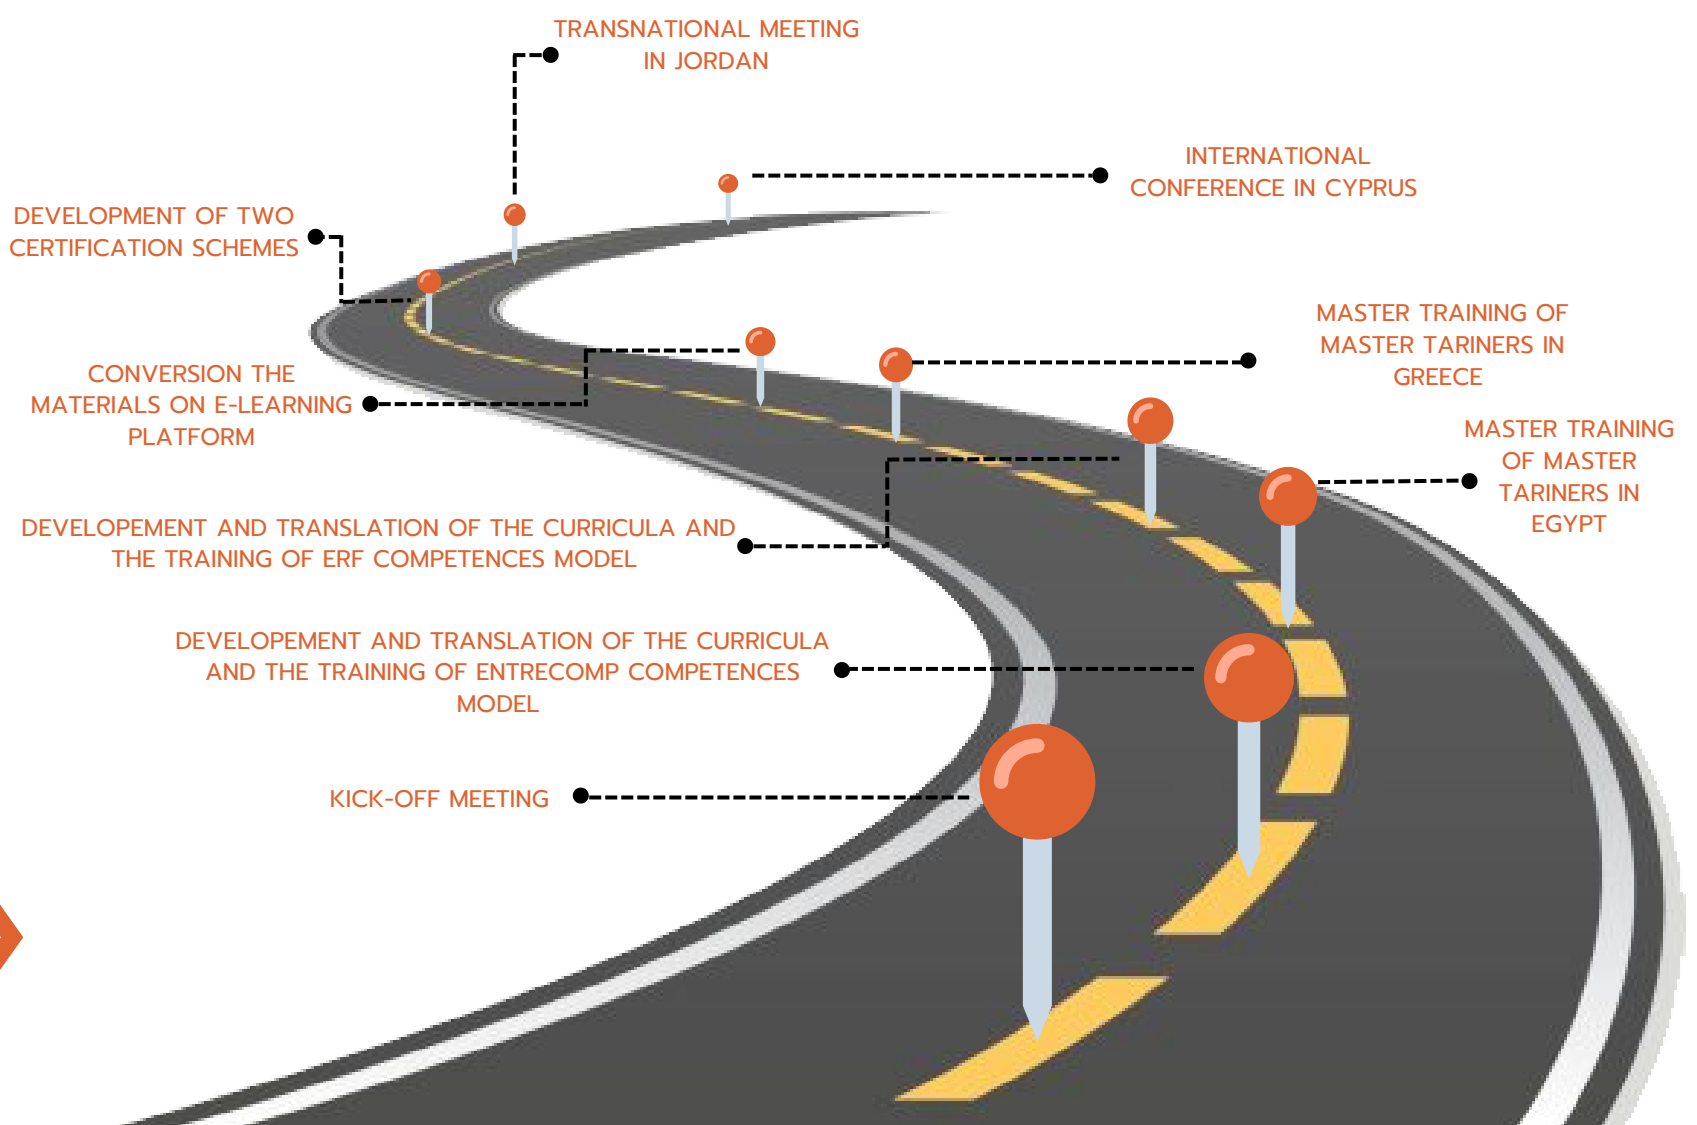 TRANSNATIONAL MEETING
IN JORDAN
INTERNATIONAL
CONFERENCE IN CYPRUS
DEVELOPMENT OF TWO
CERTIFICATION SCHEMES
MASTER TRAINING OF
MASTER TARINERS IN
GREECE
CONVERSION THE
MATERIALS ON E-LEARNING
PLATFORM
MASTER TRAINING
OF MASTER
TARINERS IN
EGYPT
DEVELOPEMENT AND TRANSLATION OF THE CURRICULA AND
THE TRAINING OF ERF COMPETENCES MODEL
DEVELOPEMENT AND TRANSLATION OF THE CURRICULA
AND THE TRAINING OF ENTRECOMP COMPETENCES
MODEL
KICK-OFF MEETING